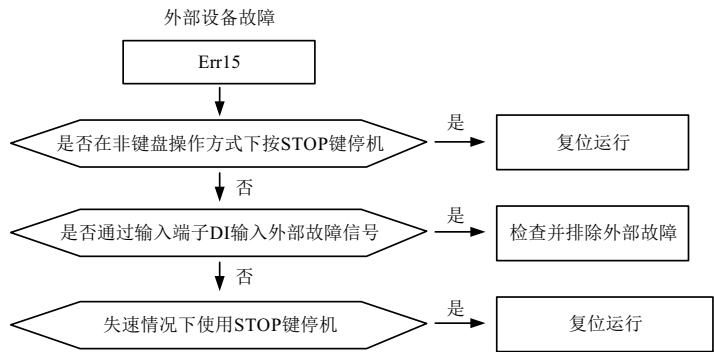 外部设备故障
Err15
是否在非键盘操作方式下按STOP键停机
是
复位运行
否
是否通过输入端子DI输入外部故障信号
是
检查并排除外部故障
否
失速情况下使用STOP键停机
是
复位运行